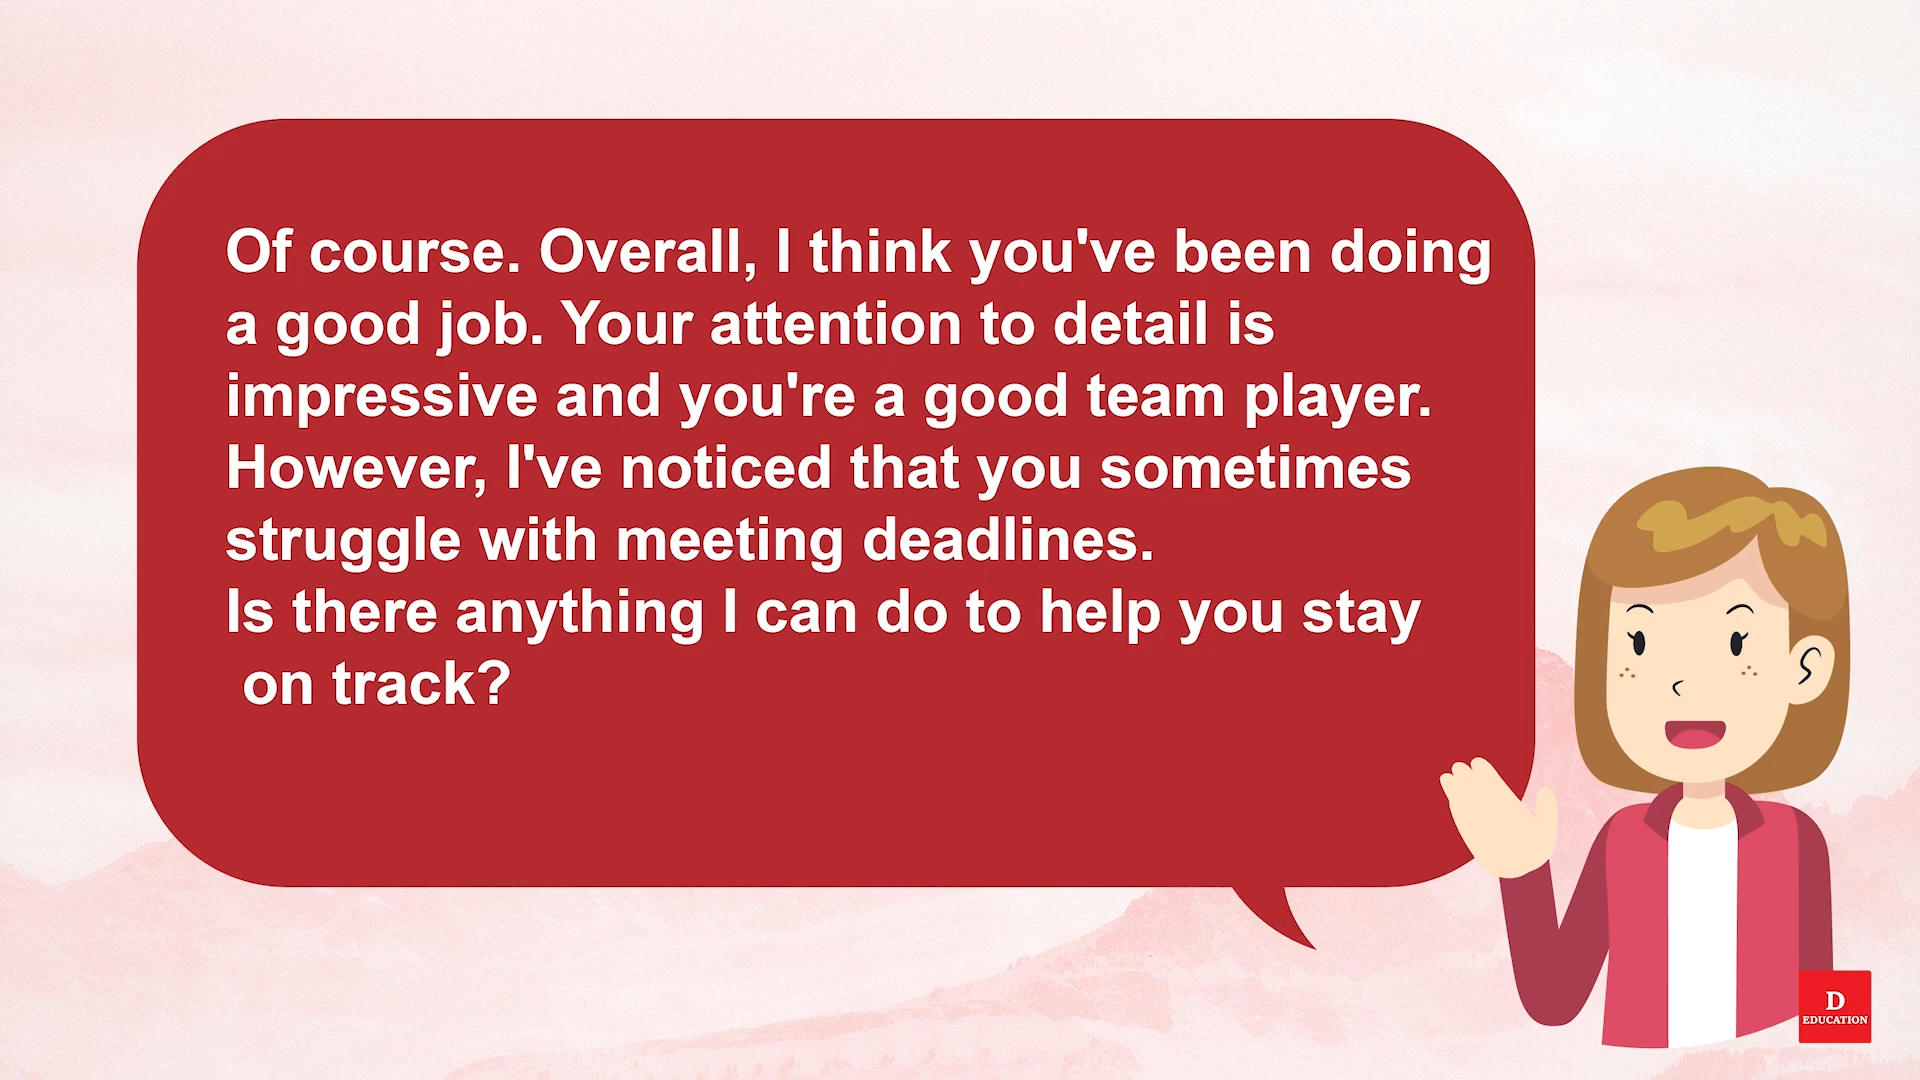 Of course. Overall, I think you've been doing
a good job. Your attention to detail is
impressive and you're a good team player.
However, I've noticed that you sometimes
struggle with meeting deadlines.
Is there anything I can do to help you stay
on track?
D
EDUCATION